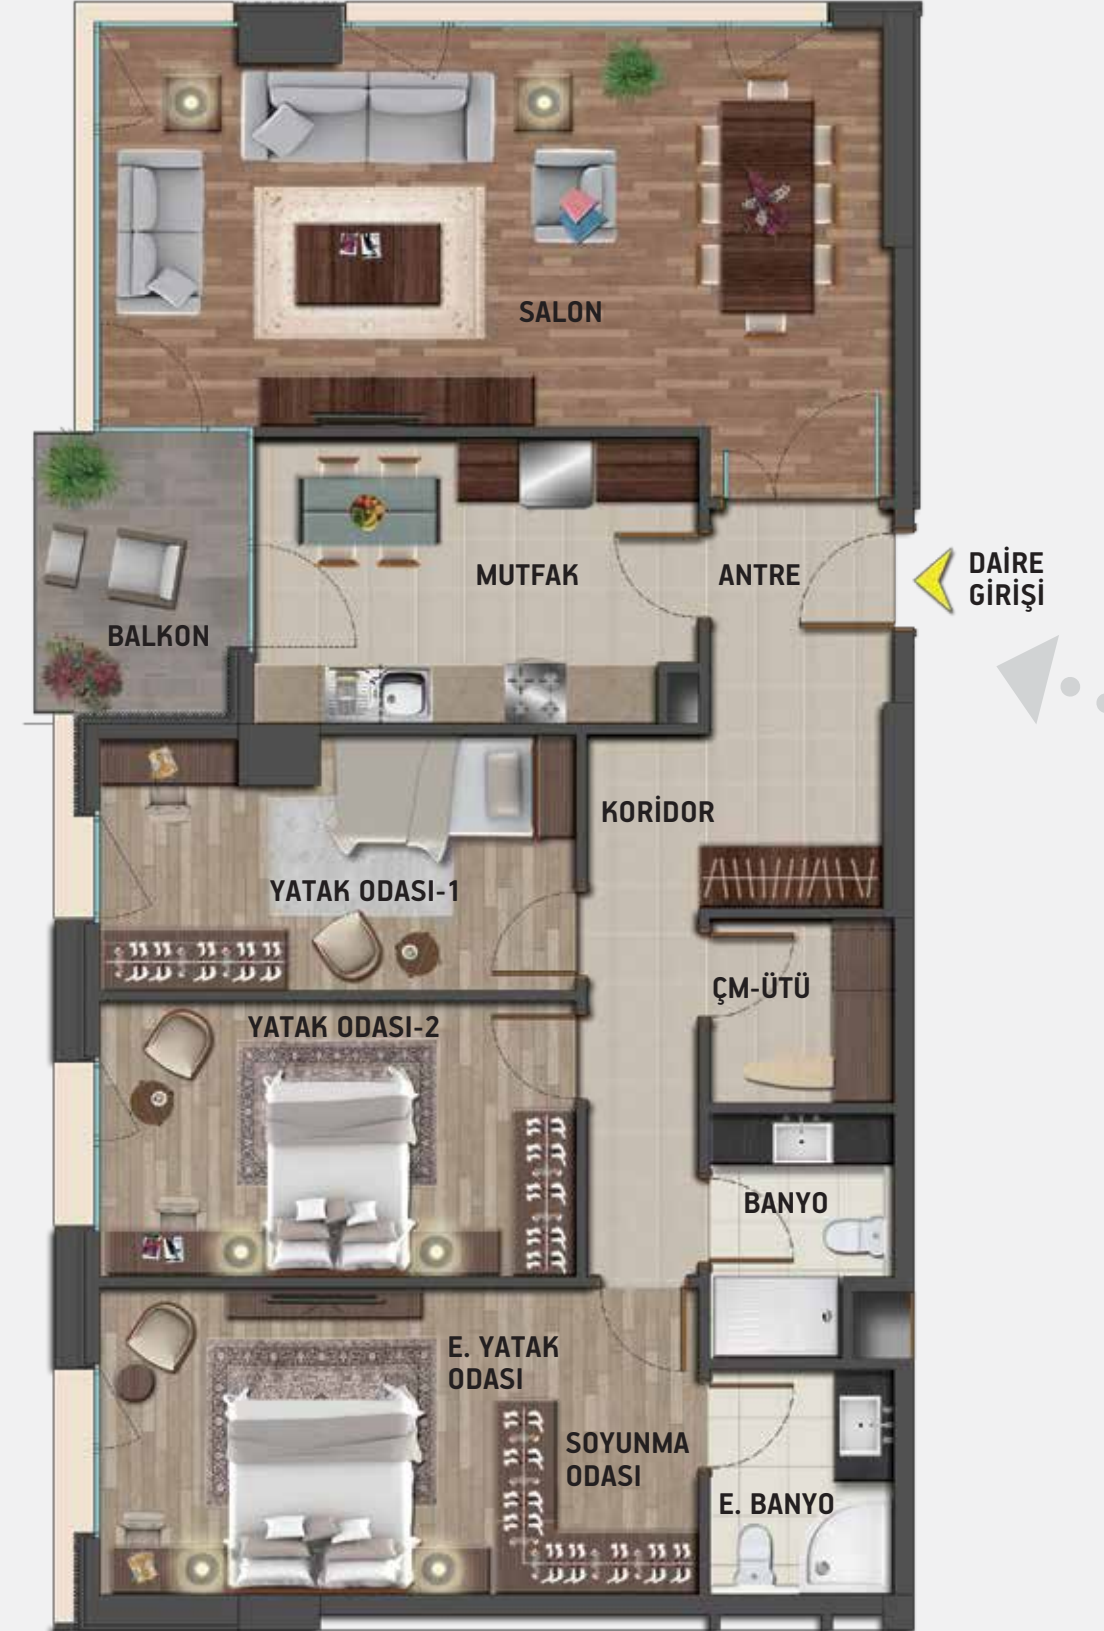 SALON
MUTFAK
ANTRE
DAİRE
GİRİŞİ
BALKON
KORİDOR
YATAK ODASI-1
ÇM-ÜTÜ
YATAK ODASI-2
BANYO
E. YATAK
ODASI
SOYUNMA
ODASI
E. BANYO